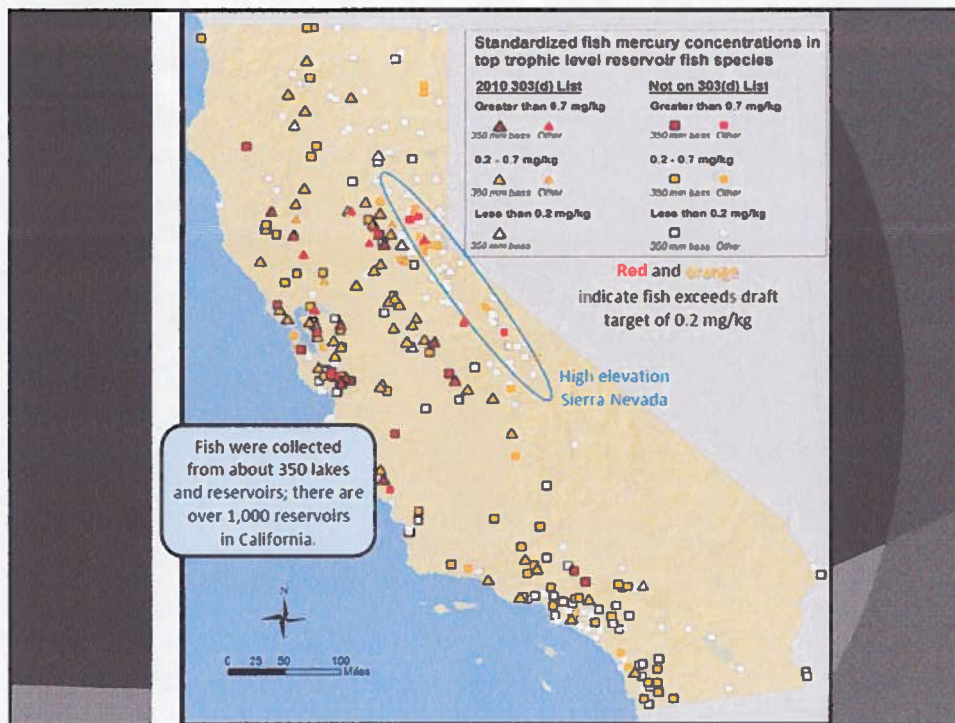 Standardized fish mercury concentrations in
top trophic level reservoir fish species
2010 303(d) List
Not on 303(d) List
Greater than 0.7 mg/kg
Greater than 0.7 mg/kg
350 mm bass Other
350 mm bass Other
0.2 - 0.7 mg/kg
0.2 - 0.7 mg/kg
350 mm bass Other
350 mm bass Other
Less than 0.2 mg/kg
Less than 0.2 mg/kg
350 mm bass
350 mm bass Other
Red and orange
indicate fish exceeds draft
target of 0.2 mg/kg
High elevation
Sierra Nevada
Fish were collected
from about 350 lakes
and reservoirs; there are
over 1,000 reservoirs
in California.
N
0 25 50 100
Miles